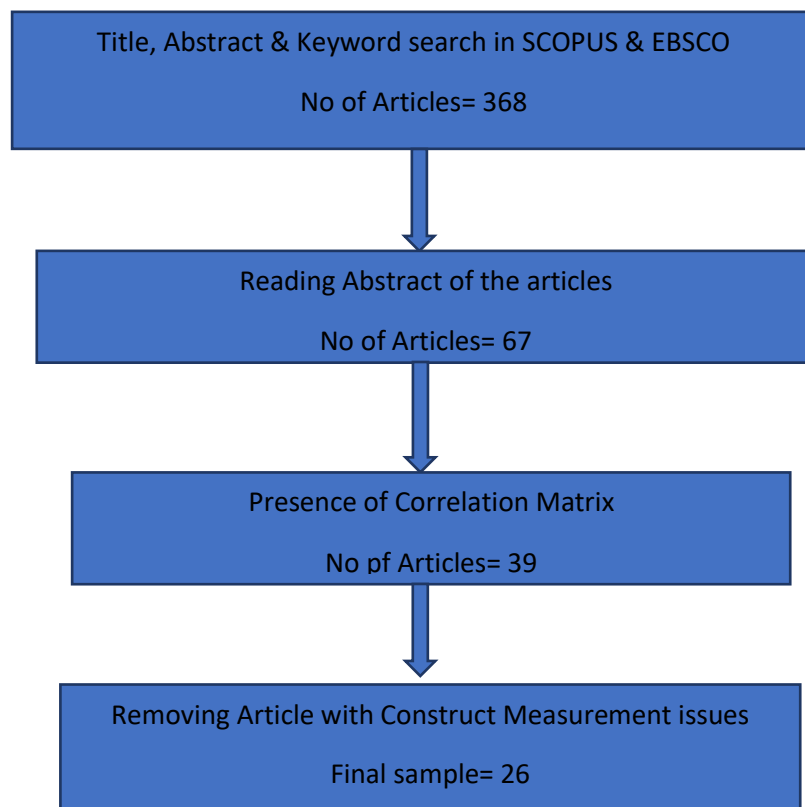 Title, Abstract & Keyword search in SCOPUS & EBSCO
No of Articles= 368
Reading Abstract of the articles
No of Articles= 67
Presence of Correlation Matrix
No pf Articles= 39
Removing Article with Construct Measurement issues
Final sample= 26